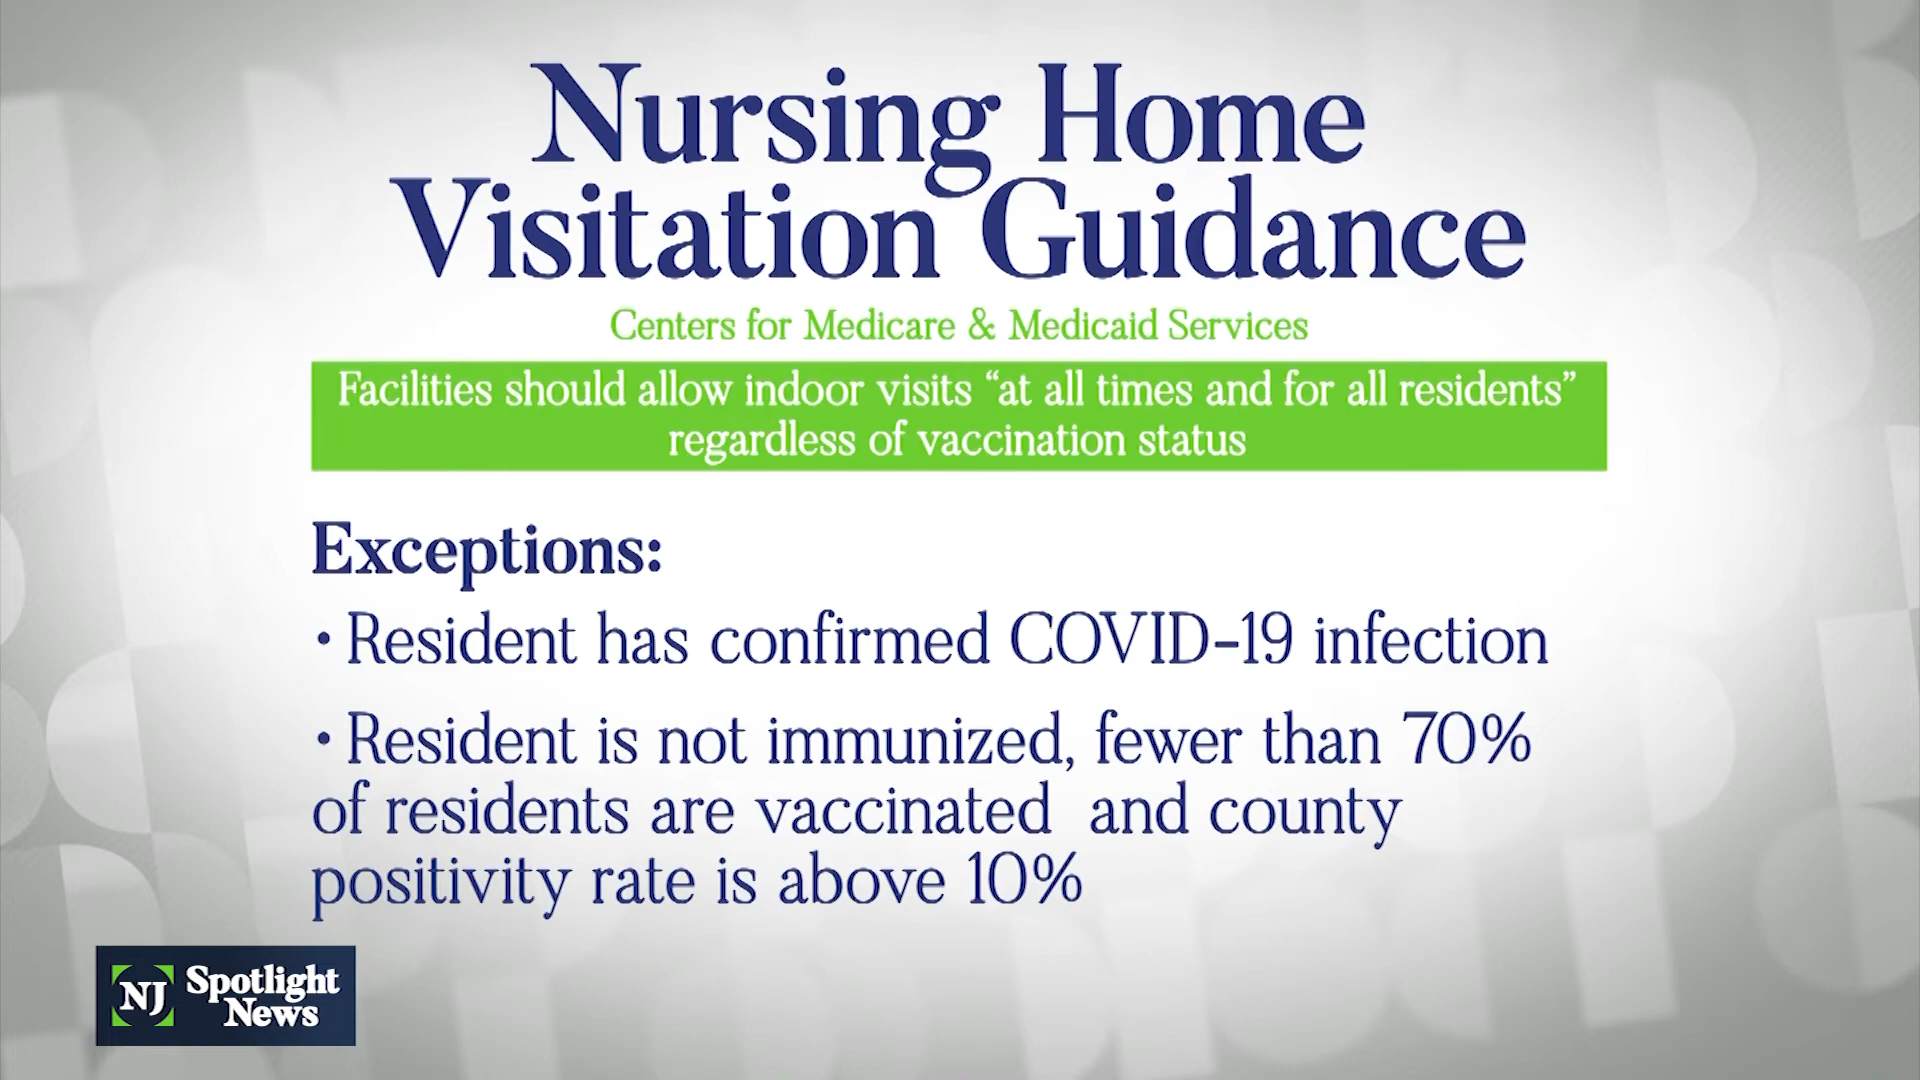 Nursing Home
Visitation Guidance
Centers for Medicare & Medicaid Services
Facilities should allow indoor visits “at all times and for all residents”
regardless of vaccination status
Exceptions:
• Resident has confirmed COVID-19 infection
• Resident is not immunized, fewer than 70%
of residents are vaccinated  and county
positivity rate is above 10%
NJ Spotlight
News